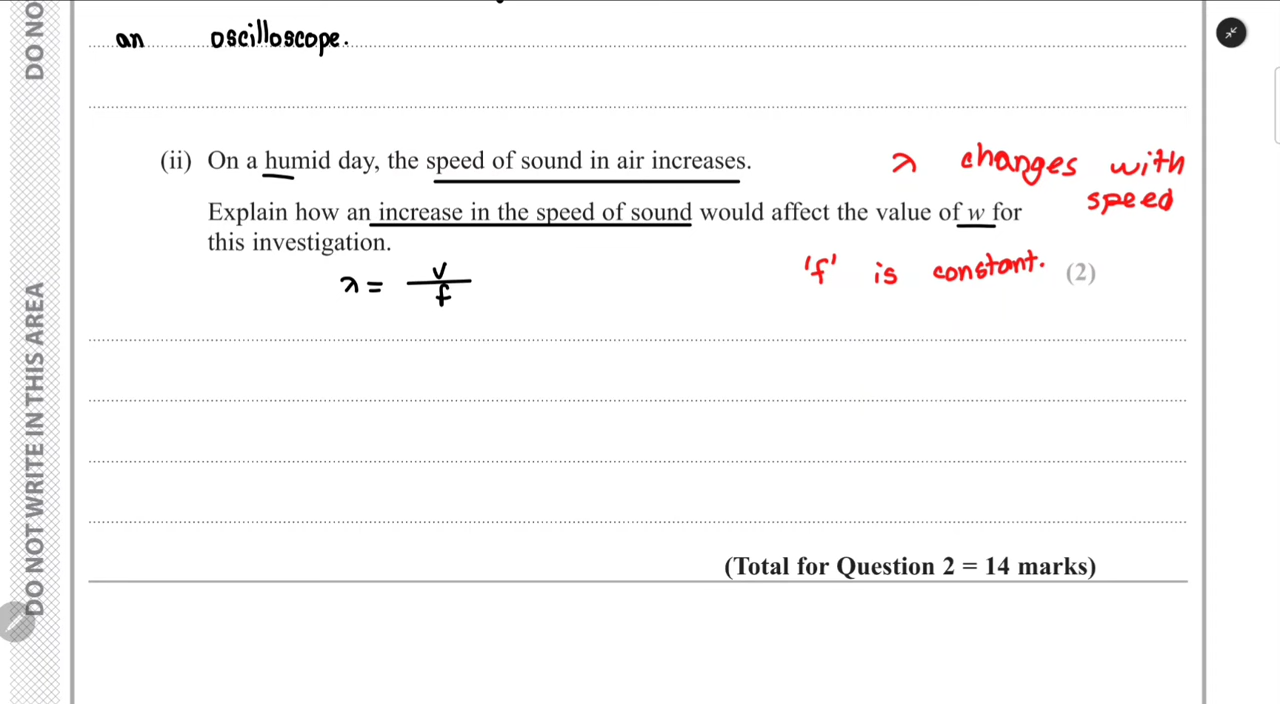 DO NO
an oscilloscope.
(ii) On a humid day, the speed of sound in air increases.
λ changes with speed
Explain how an increase in the speed of sound would affect the value of w for
this investigation.
'f' is constant. (2)
λ = v/f
DO NOT WRITE IN THIS AREA
(Total for Question 2 = 14 marks)